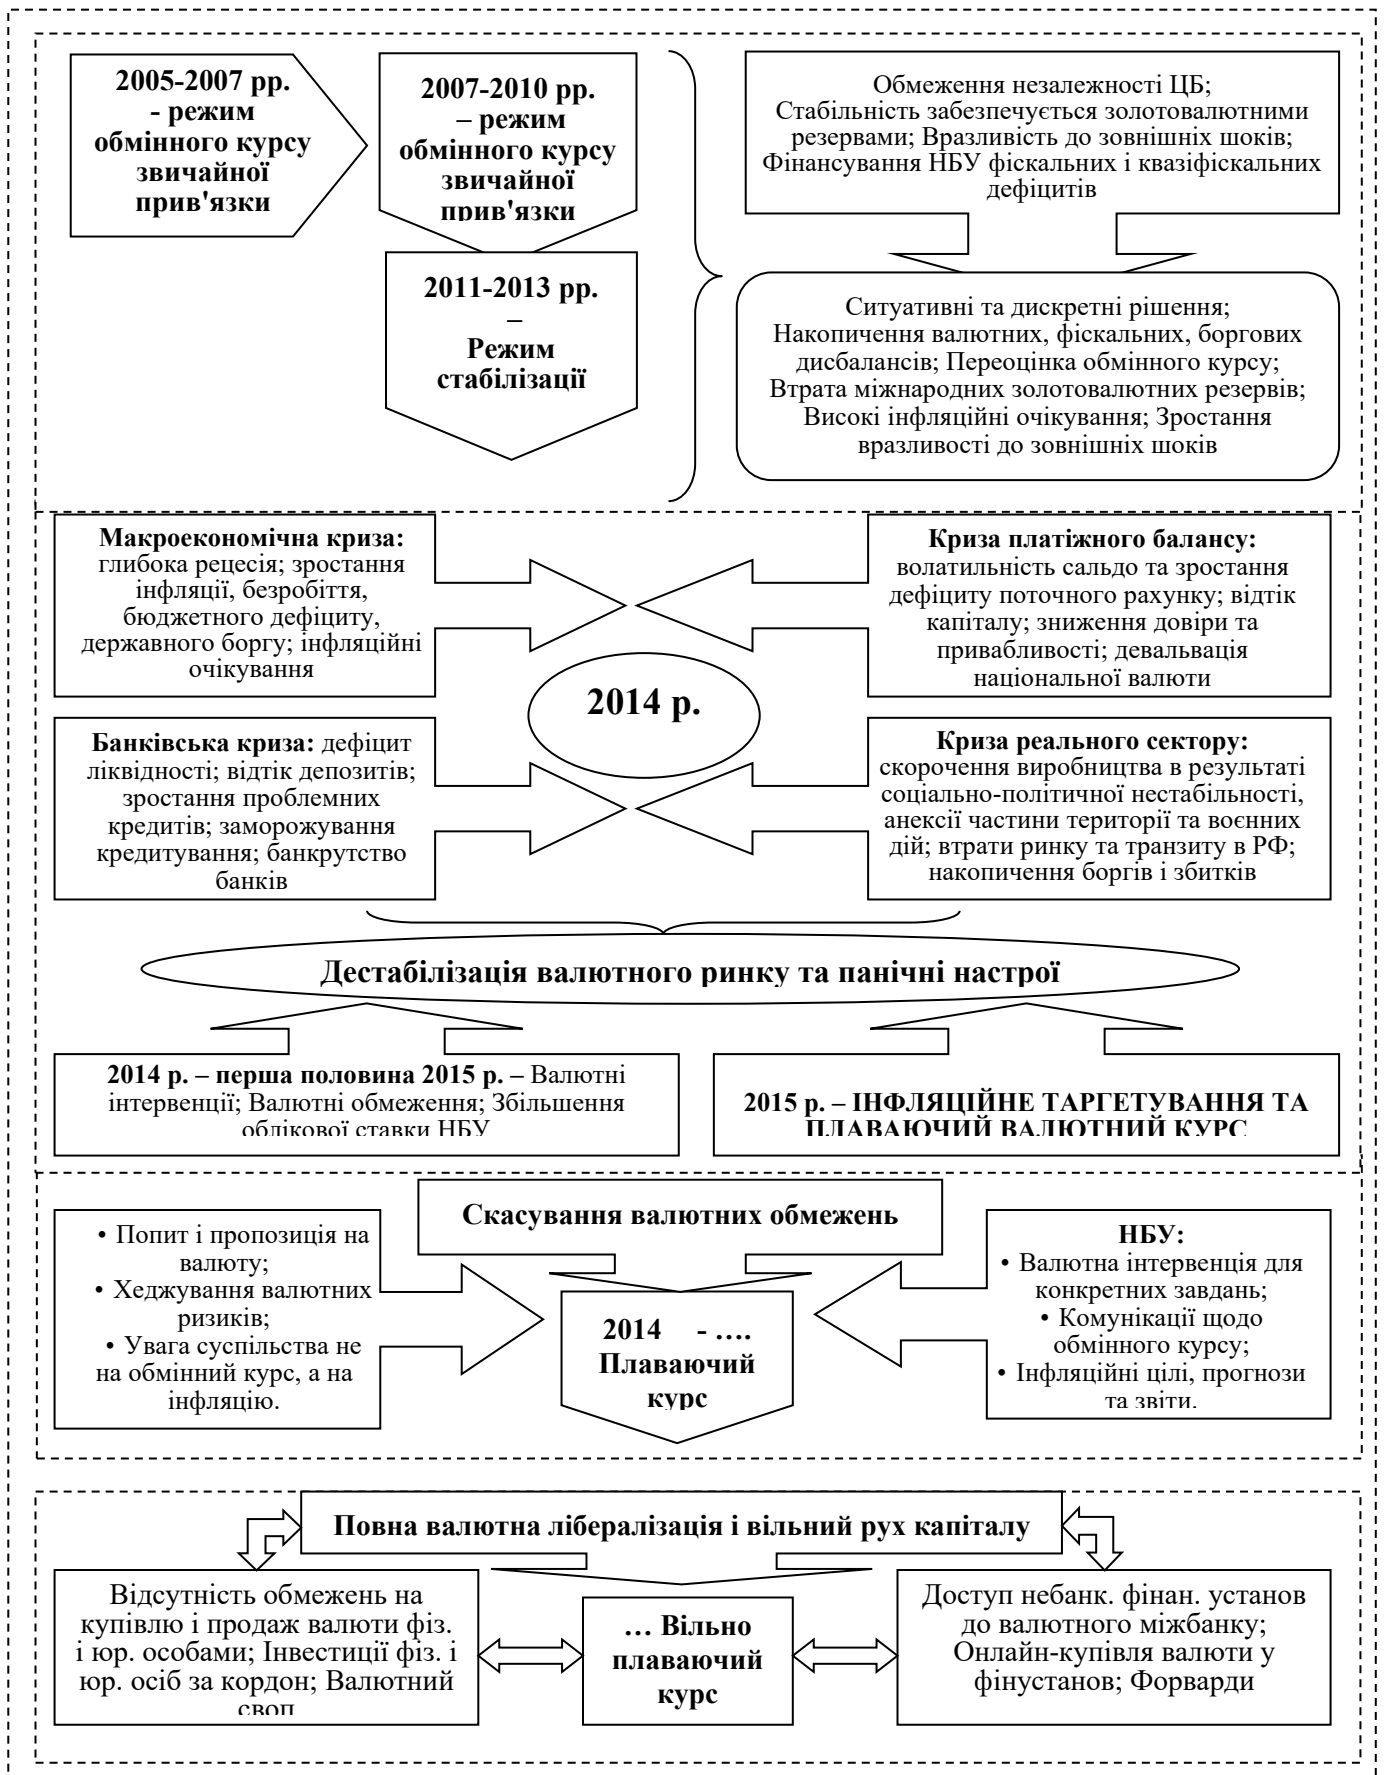 2005-2007 рр.
- режим
обмінного курсу
звичайної
прив'язки
2007-2010 рр.
– режим
обмінного курсу
звичайної
прив'язки
2011-2013 рр.
–
Режим
стабілізації
Обмеження незалежності ЦБ;
Стабільність забезпечується золотовалютними
резервами; Вразливість до зовнішніх шоків;
Фінансування НБУ фіскальних і квазіфіскальних
дефіцитів
Ситуативні та дискретні рішення;
Накопичення валютних, фіскальних, боргових
дисбалансів; Переоцінка обмінного курсу;
Втрата міжнародних золотовалютних резервів;
Високі інфляційні очікування; Зростання
вразливості до зовнішніх шоків
Макроекономічна криза:
глибока рецесія; зростання
інфляції, безробіття,
бюджетного дефіциту,
державного боргу; інфляційні
очікування
Криза платіжного балансу:
волатильність сальдо та зростання
дефіциту поточного рахунку; відтік
капіталу; зниження довіри та
привабливості; девальвація
національної валюти
2014 р.
Банківська криза: дефіцит
ліквідності; відтік депозитів;
зростання проблемних
кредитів; заморожування
кредитування; банкрутство
банків
Криза реального сектору:
скорочення виробництва в результаті
соціально-політичної нестабільності,
анексії частини території та воєнних
дій; втрати ринку та транзиту в РФ;
накопичення боргів і збитків
Дестабілізація валютного ринку та панічні настрої
2014 р. – перша половина 2015 р. – Валютні
інтервенції; Валютні обмеження; Збільшення
облікової ставки НБУ
2015 р. – ІНФЛЯЦІЙНЕ ТАРГЕТУВАННЯ ТА
ПЛАВАЮЧИЙ ВАЛЮТНИЙ КУРС
Скасування валютних обмежень
• Попит і пропозиція на
валюту;
• Хеджування валютних
ризиків;
• Увага суспільства не
на обмінний курс, а на
інфляцію.
2014 - ….
Плаваючий
курс
НБУ:
• Валютна інтервенція для
конкретних завдань;
• Комунікації щодо
обмінного курсу;
• Інфляційні цілі, прогнози
та звіти.
Повна валютна лібералізація і вільний рух капіталу
Відсутність обмежень на
купівлю і продаж валюти фіз.
і юр. особами; Інвестиції фіз. і
юр. осіб за кордон; Валютний
своп
… Вільно
плаваючий
курс
Доступ небанк. фінан. установ
до валютного міжбанку;
Онлайн-купівля валюти у
фінустанов; Форварди